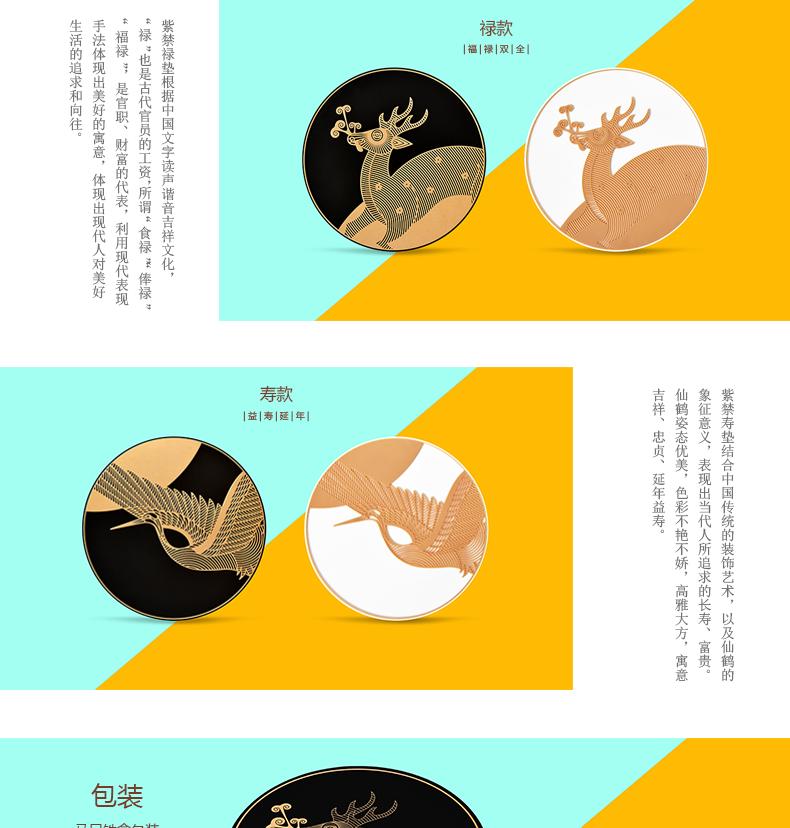 禄款
|福|禄|双|全|
紫禁禄垫根据中国文字读声谐音吉祥文化，
“禄”也是古代官员的工资，所谓“食禄”“俸禄”
“福禄”，是官职、财富的代表，利用现代表现
手法体现出美好的寓意，体现出现代人对美好
生活的追求和向往。
寿款
|益|寿|延|年|
紫禁寿垫结合中国传统的装饰艺术，以及仙鹤的
象征意义，表现出当代人所追求的长寿、富贵。
仙鹤姿态优美，色彩不艳不娇，高雅大方，寓意
吉祥、忠贞、延年益寿。
包装